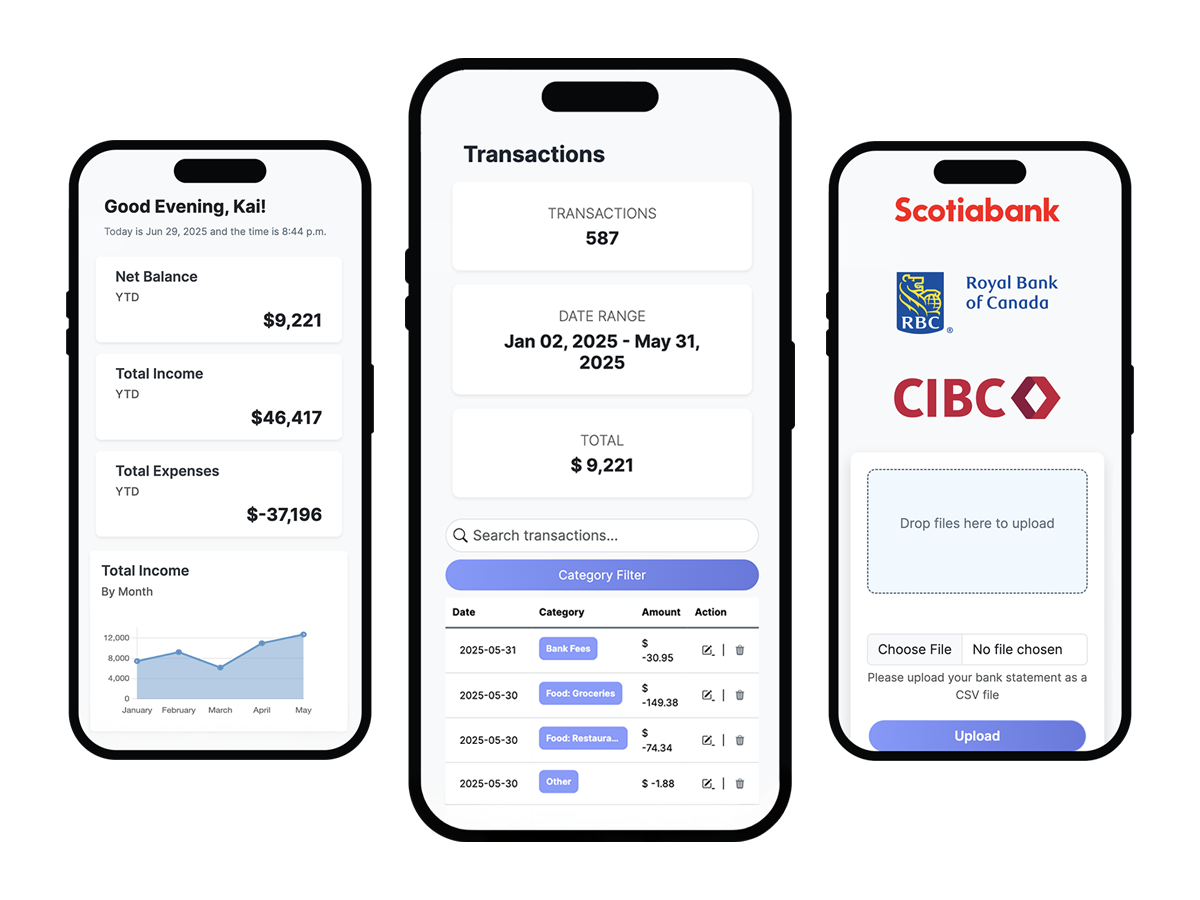 Good Evening, Kai!
Today is Jun 29, 2025 and the time is 8:44 p.m.
Net Balance
YTD
$9,221
Total Income
YTD
$46,417
Total Expenses
YTD
$-37,196
Total Income
By Month
12,000
8,000
4,000
0
January February March April May
Transactions
TRANSACTIONS
587
DATE RANGE
Jan 02, 2025 - May 31,
2025
TOTAL
$ 9,221
Search transactions...
Category Filter
Date Category Amount Action
2025-05-31 Bank Fees $
-30.95
2025-05-30 Food: Groceries $
-149.38
2025-05-30 Food: Restaura... $
-74.34
2025-05-30 Other $ -1.88
Scotiabank
RBC ®
Royal Bank
of Canada
CIBC
Drop files here to upload
Choose File No file chosen
Please upload your bank statement as a
CSV file
Upload